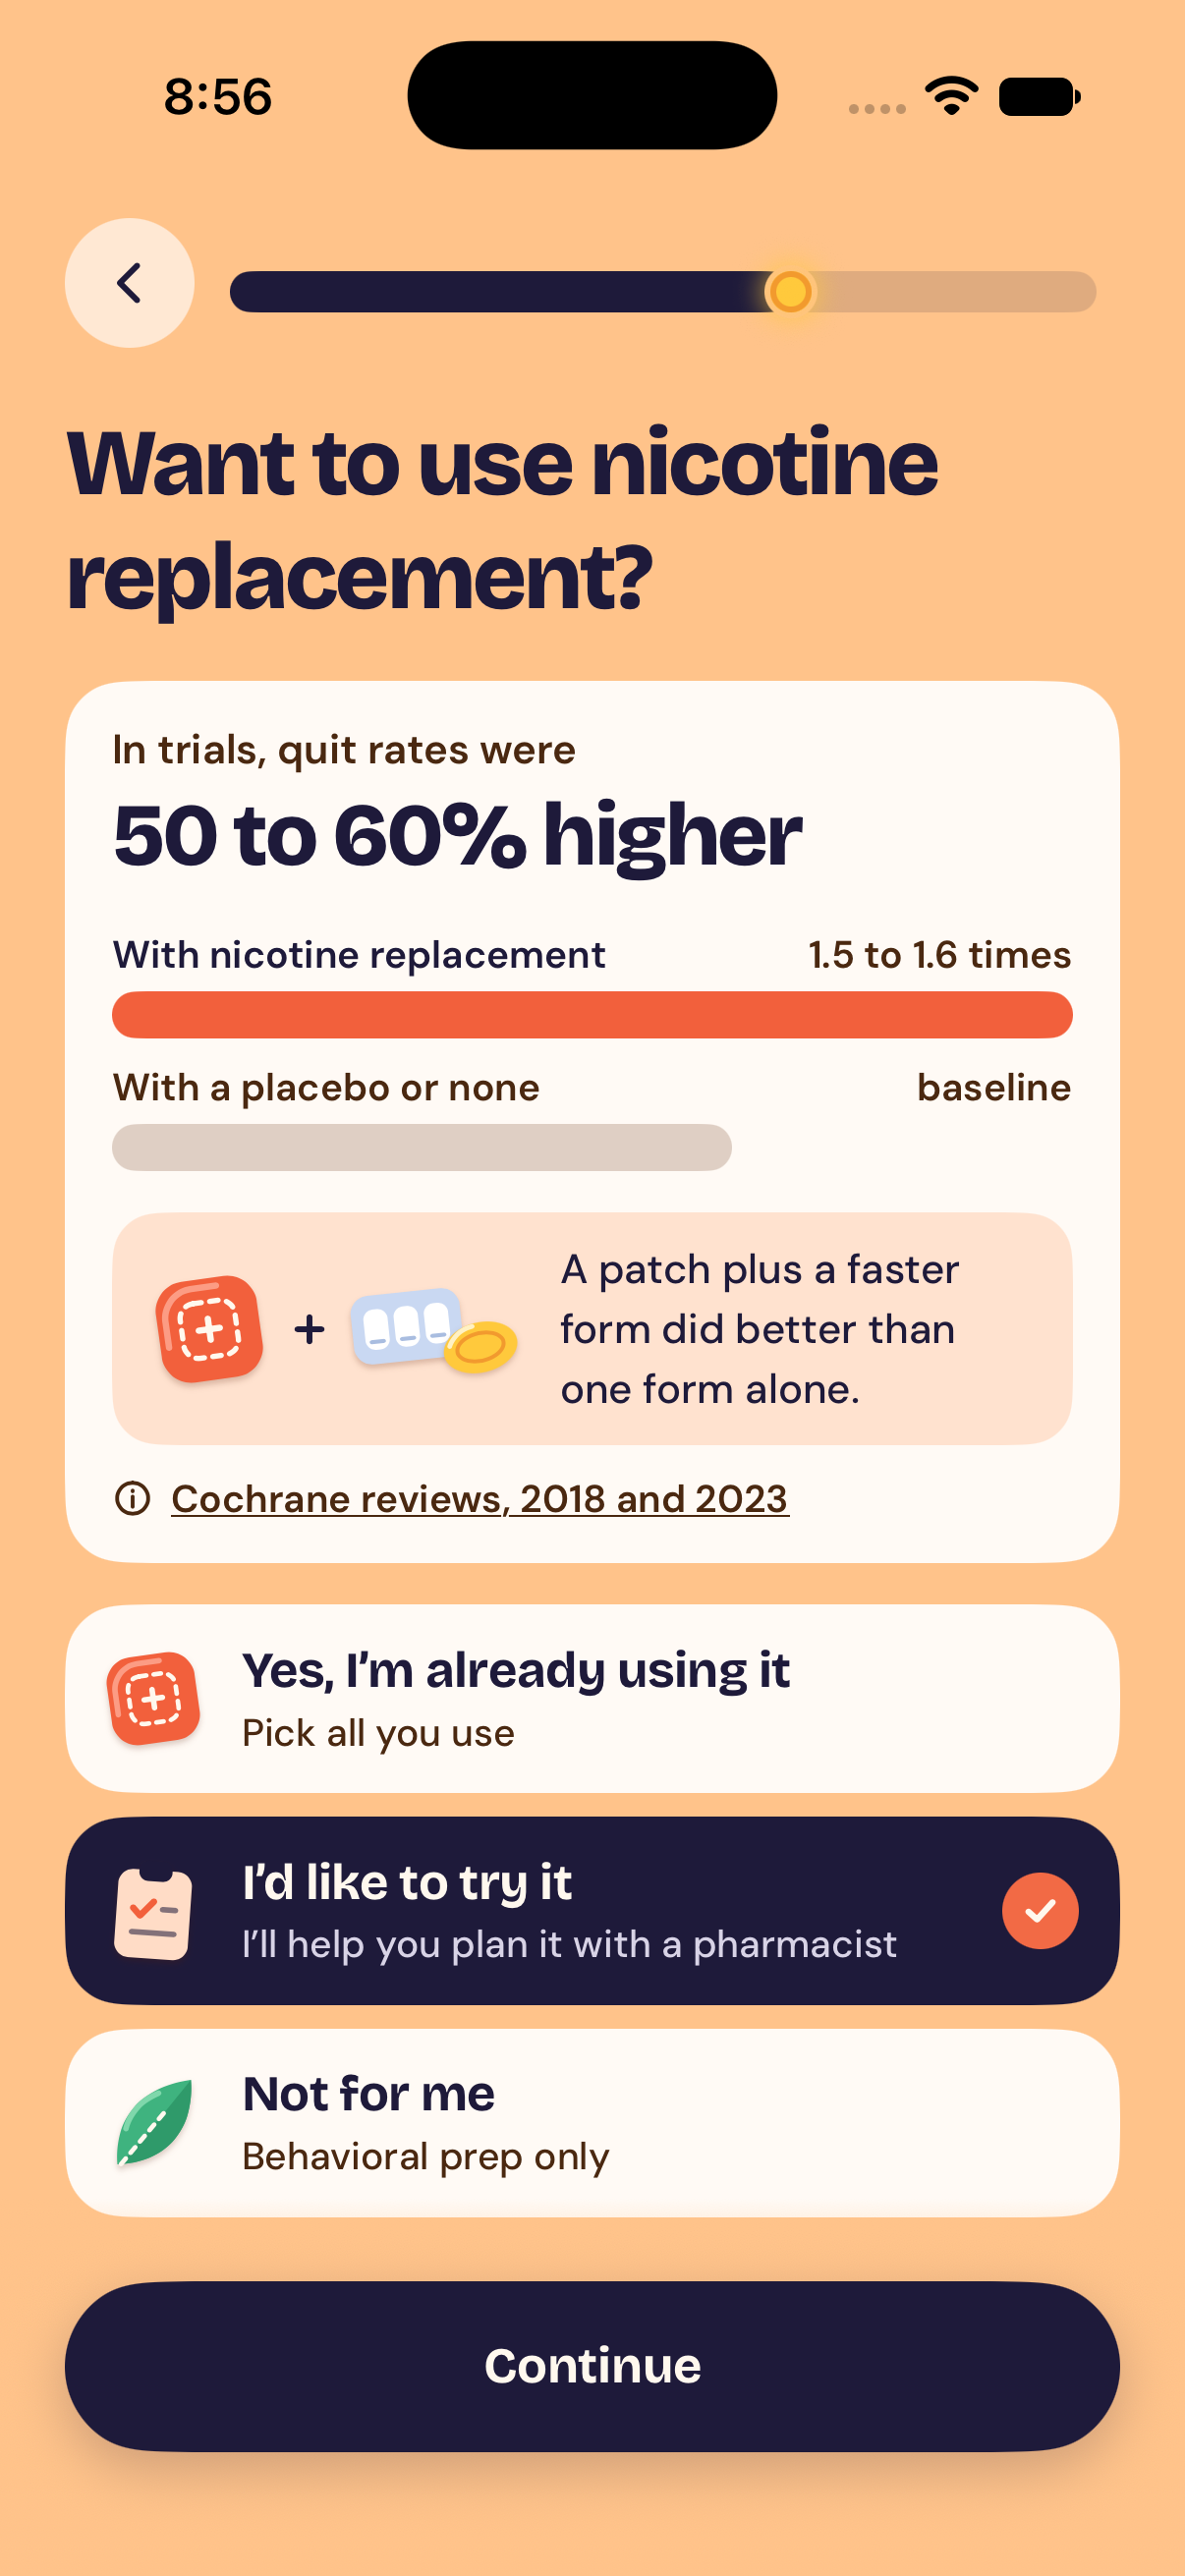 8:56
Want to use nicotine
replacement?
In trials, quit rates were
50 to 60% higher
With nicotine replacement 1.5 to 1.6 times
With a placebo or none baseline
A patch plus a faster
form did better than
one form alone.
Cochrane reviews, 2018 and 2023
Yes, I’m already using it
Pick all you use
I’d like to try it
I’ll help you plan it with a pharmacist
Not for me
Behavioral prep only
Continue